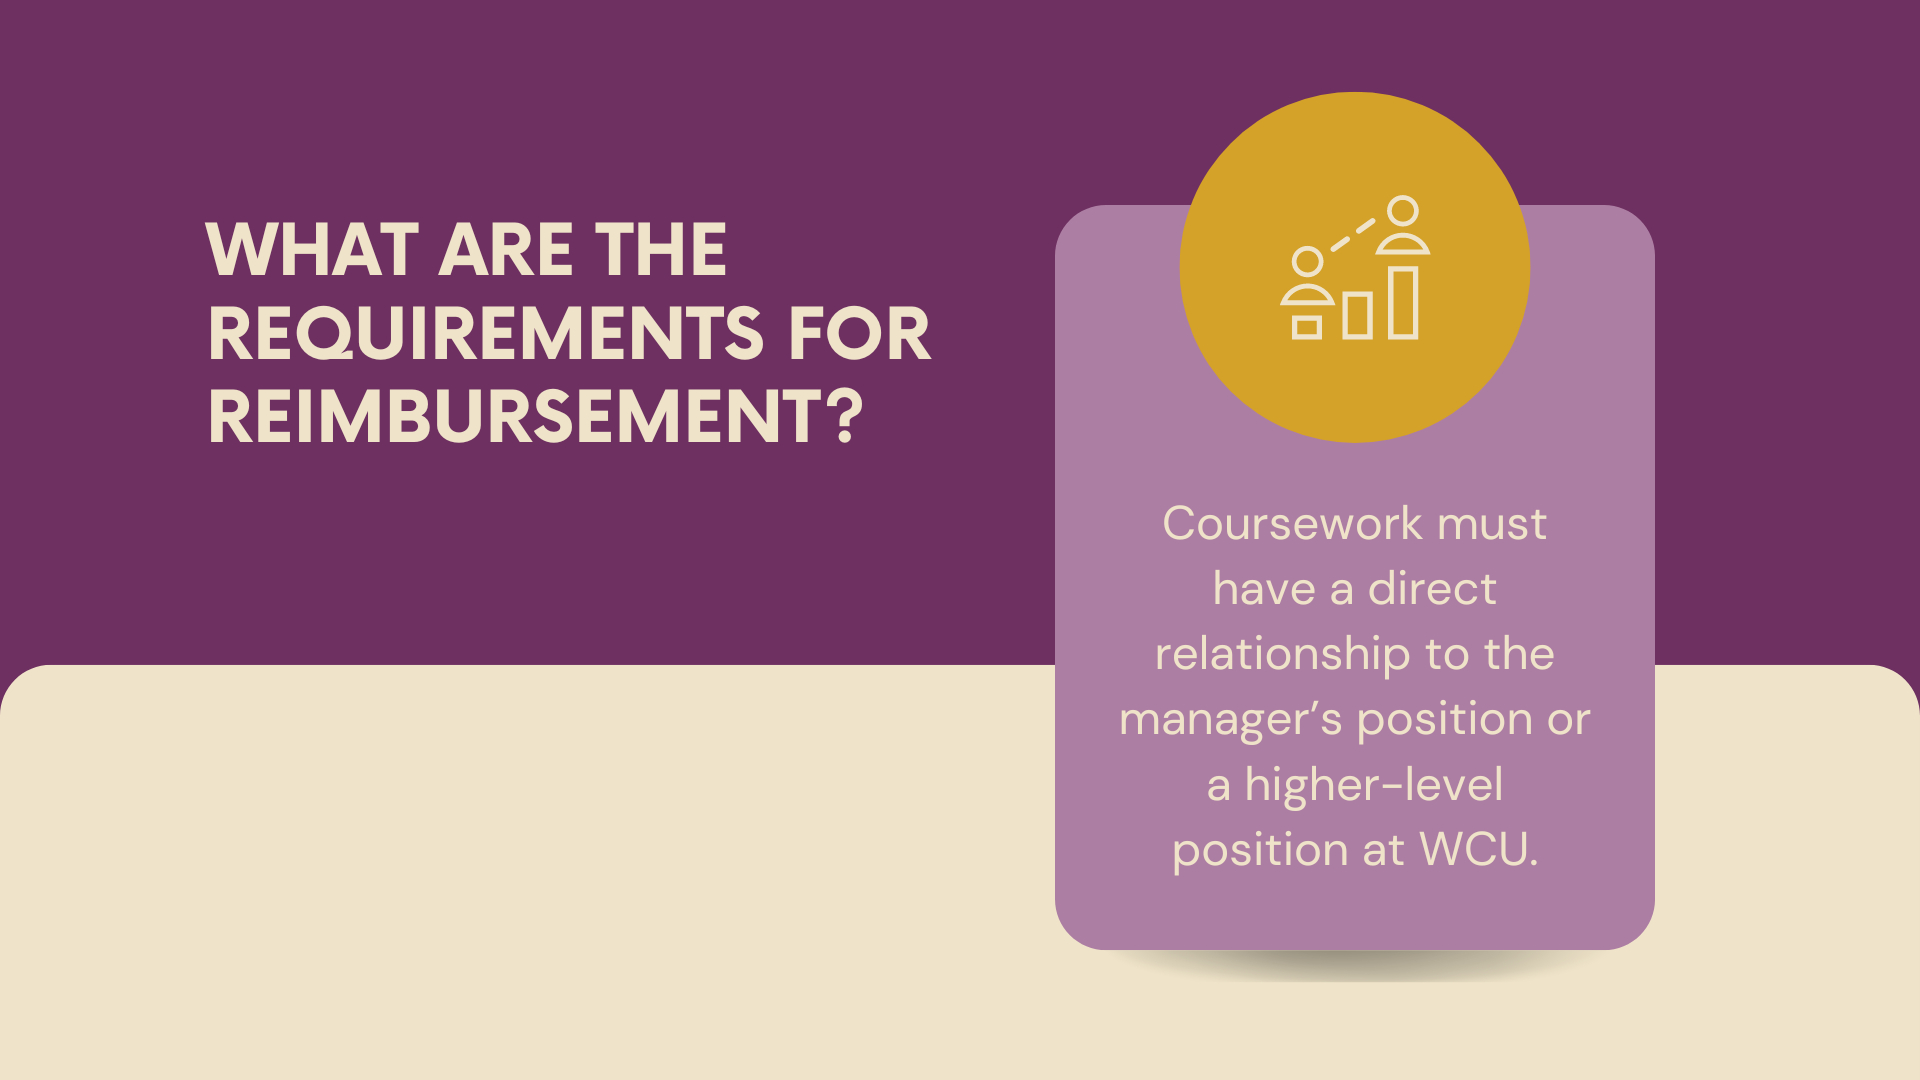 WHAT ARE THE
REQUIREMENTS FOR
REIMBURSEMENT?
Coursework must
have a direct
relationship to the
manager’s position or
a higher-level
position at WCU.